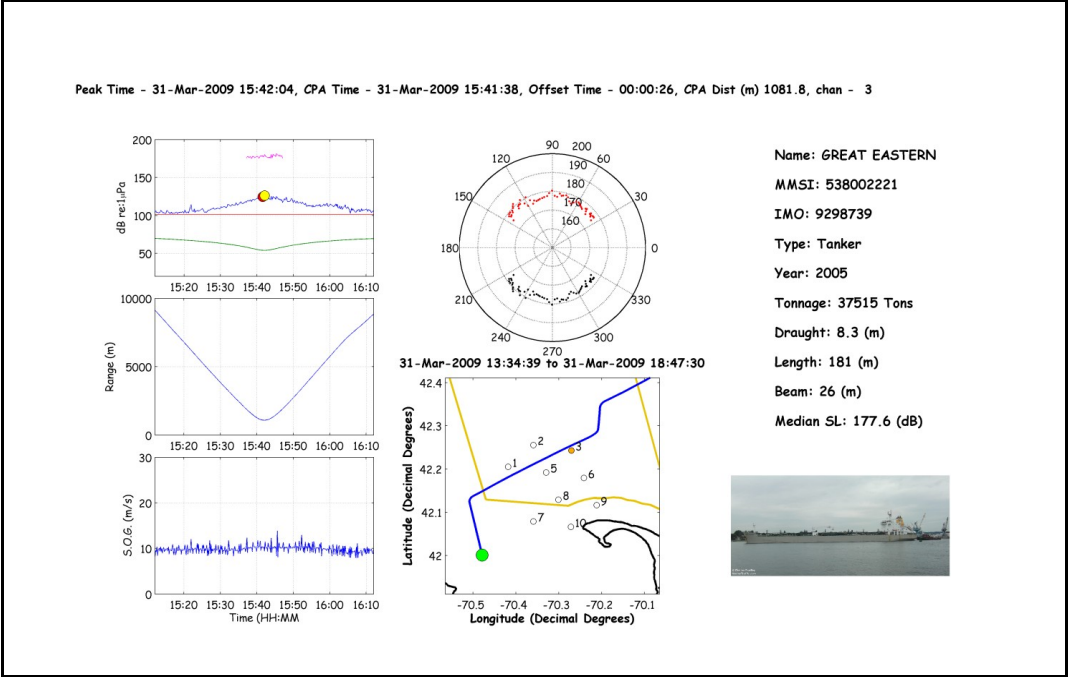 Peak Time - 31-Mar-2009 15:42:04, CPA Time - 31-Mar-2009 15:41:38, Offset Time - 00:00:26, CPA Dist (m) 1081.8, chan - 3
200
150
100
50
dB re:1μPa
15:20 15:30 15:40 15:50 16:00 16:10
10000
5000
0
Range (m)
15:20 15:30 15:40 15:50 16:00 16:10
30
20
10
0
S.O.G. (m/s)
15:20 15:30 15:40 15:50 16:00 16:10
Time (HH:MM
90
200
120
60
190
180
150
170
30
160
180
0
210
330
240
300
270
31-Mar-2009 13:34:39 to 31-Mar-2009 18:47:30
42.4
42.3
42.2
42.1
42
Latitude (Decimal Degrees)
2
3
1
5
6
8
9
7
10
-70.5 -70.4 -70.3 -70.2 -70.1
Longitude (Decimal Degrees)
Name: GREAT EASTERN
MMSI: 538002221
IMO: 9298739
Type: Tanker
Year: 2005
Tonnage: 37515 Tons
Draught: 8.3 (m)
Length: 181 (m)
Beam: 26 (m)
Median SL: 177.6 (dB)